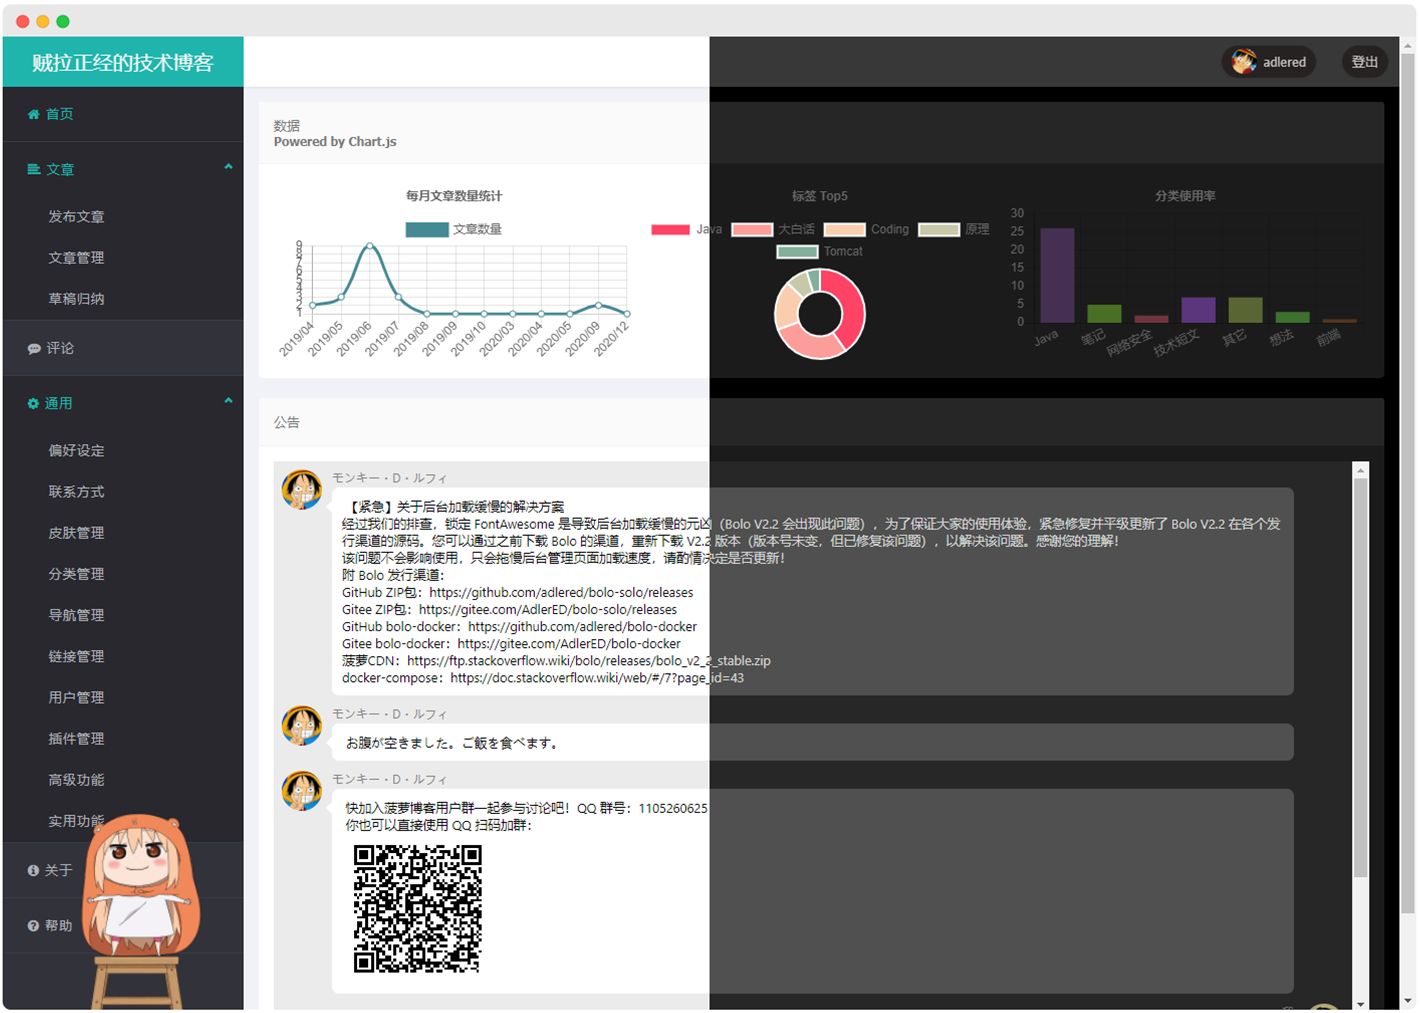 贼拉正经的技术博客
adlered
登出
首页
文章
发布文章
文章管理
草稿归纳
评论
通用
偏好设定
联系方式
皮肤管理
分类管理
导航管理
链接管理
用户管理
插件管理
高级功能
实用功能
关于
帮助
数据
Powered by Chart.js
每月文章数量统计
文章数量
9
8
7
6
5
4
3
2
1
2019/04
2019/05
2019/06
2019/07
2019/08
2019/09
2019/10
2020/03
2020/04
2020/05
2020/09
2020/12
标签 Top5
Java
大白话
Coding
原理
Tomcat
分类使用率
30
25
20
15
10
5
0
Java
笔记
网络安全
技术短文
其它
想法
前端
公告
モンキー・D・ルフィ
【紧急】关于后台加载缓慢的解决方案
经过我们的排查，锁定 FontAwesome 是导致后台加载缓慢的元凶（Bolo V2.2 会出现此问题），为了保证大家的使用体验，紧急修复并平级更新了 Bolo V2.2 在各个发
行渠道的源码。您可以通过之前下载 Bolo 的渠道，重新下载 V2.2 版本（版本号未变，但已修复该问题），以解决该问题。感谢您的理解！
该问题不会影响使用，只会拖慢后台管理页面加载速度，请酌情决定是否更新！
附 Bolo 发行渠道：
GitHub ZIP包：https://github.com/adlered/bolo-solo/releases
Gitee ZIP包：https://gitee.com/AdlerED/bolo-solo/releases
GitHub bolo-docker：https://github.com/adlered/bolo-docker
Gitee bolo-docker：https://gitee.com/AdlerED/bolo-docker
菠萝CDN：https://ftp.stackoverflow.wiki/bolo/releases/bolo_v2_2_stable.zip
docker-compose：https://doc.stackoverflow.wiki/web/#/7?page_id=43
モンキー・D・ルフィ
お腹が空きました。ご飯を食べます。
モンキー・D・ルフィ
快加入菠萝博客用户群一起参与讨论吧！QQ 群号：1105260625
你也可以直接使用 QQ 扫码加群：